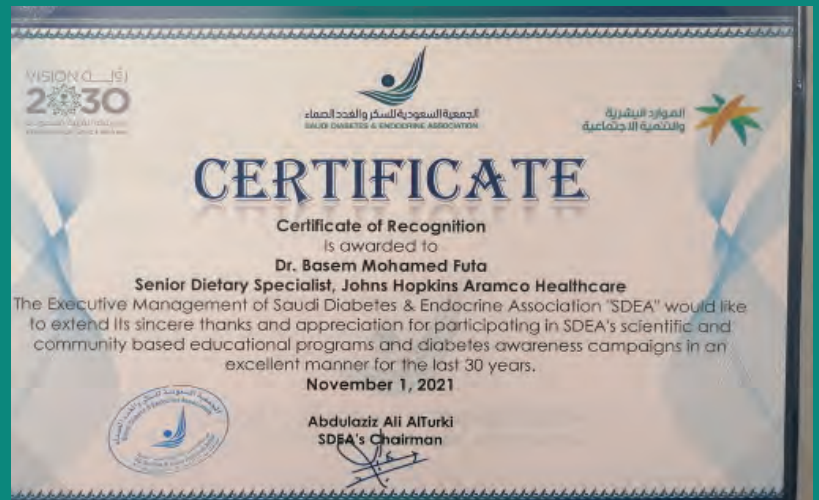 VISION رؤيـــة
2030
الجمعية السعودية للسكر والغدد الصماء
SAUDI DIABETES & ENDOCRINE ASSOCIATION
الموارد البشرية
والتنمية الاجتماعية
CERTIFICATE
Certificate of Recognition
is awarded to
Dr. Basem Mohamed Futa
Senior Dietary Specialist, Johns Hopkins Aramco Healthcare
The Executive Management of Saudi Diabetes & Endocrine Association "SDEA" would like
to extend its sincere thanks and appreciation for participating in SDEA's scientific and
community based educational programs and diabetes awareness campaigns in an
excellent manner for the last 30 years.
November 1, 2021
Abdulaziz Ali AlTurki
SDEA's Chairman